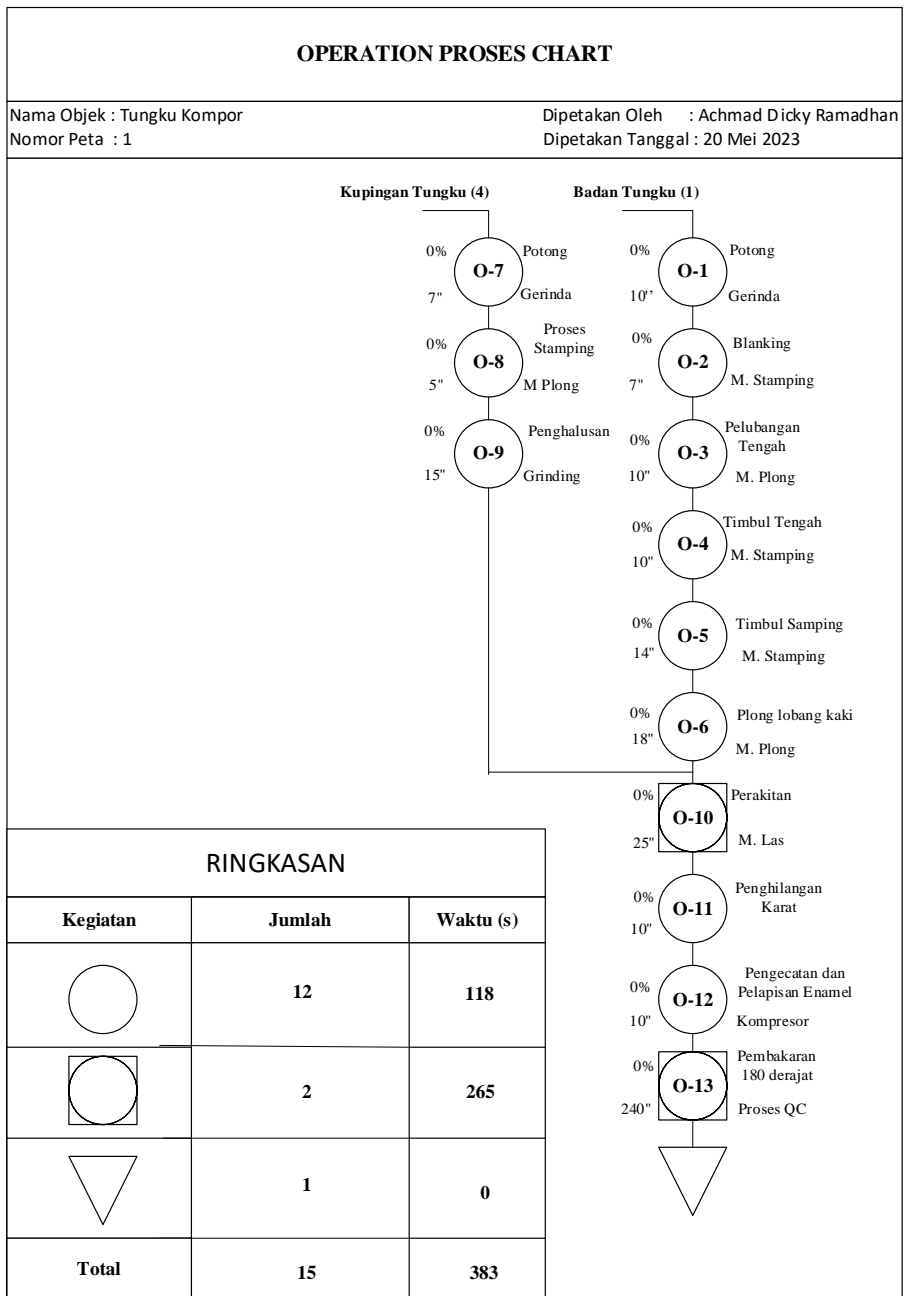 OPERATION PROSES CHART
Nama Objek : Tungku Kompor
Nomor Peta : 1
Dipetakan Oleh : Achmad Dicky Ramadhan
Dipetakan Tanggal : 20 Mei 2023
Kupingan Tungku (4)
0%
O-7
Potong
7"
Gerinda
0%
O-8
Proses
Stamping
5"
M Plong
0%
O-9
Penghalusan
15"
Grinding
Badan Tungku (1)
0%
O-1
Potong
10''
Gerinda
0%
O-2
Blanking
7"
M. Stamping
0%
O-3
Pelubangan
Tengah
10"
M. Plong
0%
O-4
Timbul Tengah
10"
M. Stamping
0%
O-5
Timbul Samping
14"
M. Stamping
0%
O-6
Plong lobang kaki
18"
M. Plong
0%
O-10
Perakitan
25"
M. Las
0%
O-11
Penghilangan
Karat
10"
0%
O-12
Pengecatan dan
Pelapisan Enamel
10"
Kompresor
0%
O-13
Pembakaran
180 derajat
240"
Proses QC
RINGKASAN
Kegiatan Jumlah Waktu (s)
12 118
2 265
1 0
Total 15 383